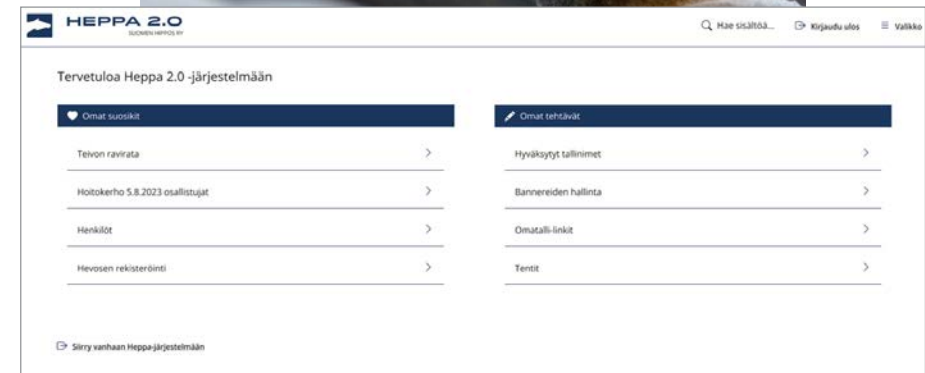 HEPPA 2.0
SUOMEN HIPPOS RY
Hae sisältöä...
Kirjaudu ulos
Valikko
Tervetuloa Heppa 2.0 -järjestelmään
Omat suosikit
Teivon ravirata
Hoitokerho 5.8.2023 osallistujat
Henkilöt
Hevosen rekisteröinti
Omat tehtävät
Hyväksytyt tallinimet
Bannereiden hallinta
Omatalli-linkit
Tentit
Siirry vanhaan Heppa-järjestelmään